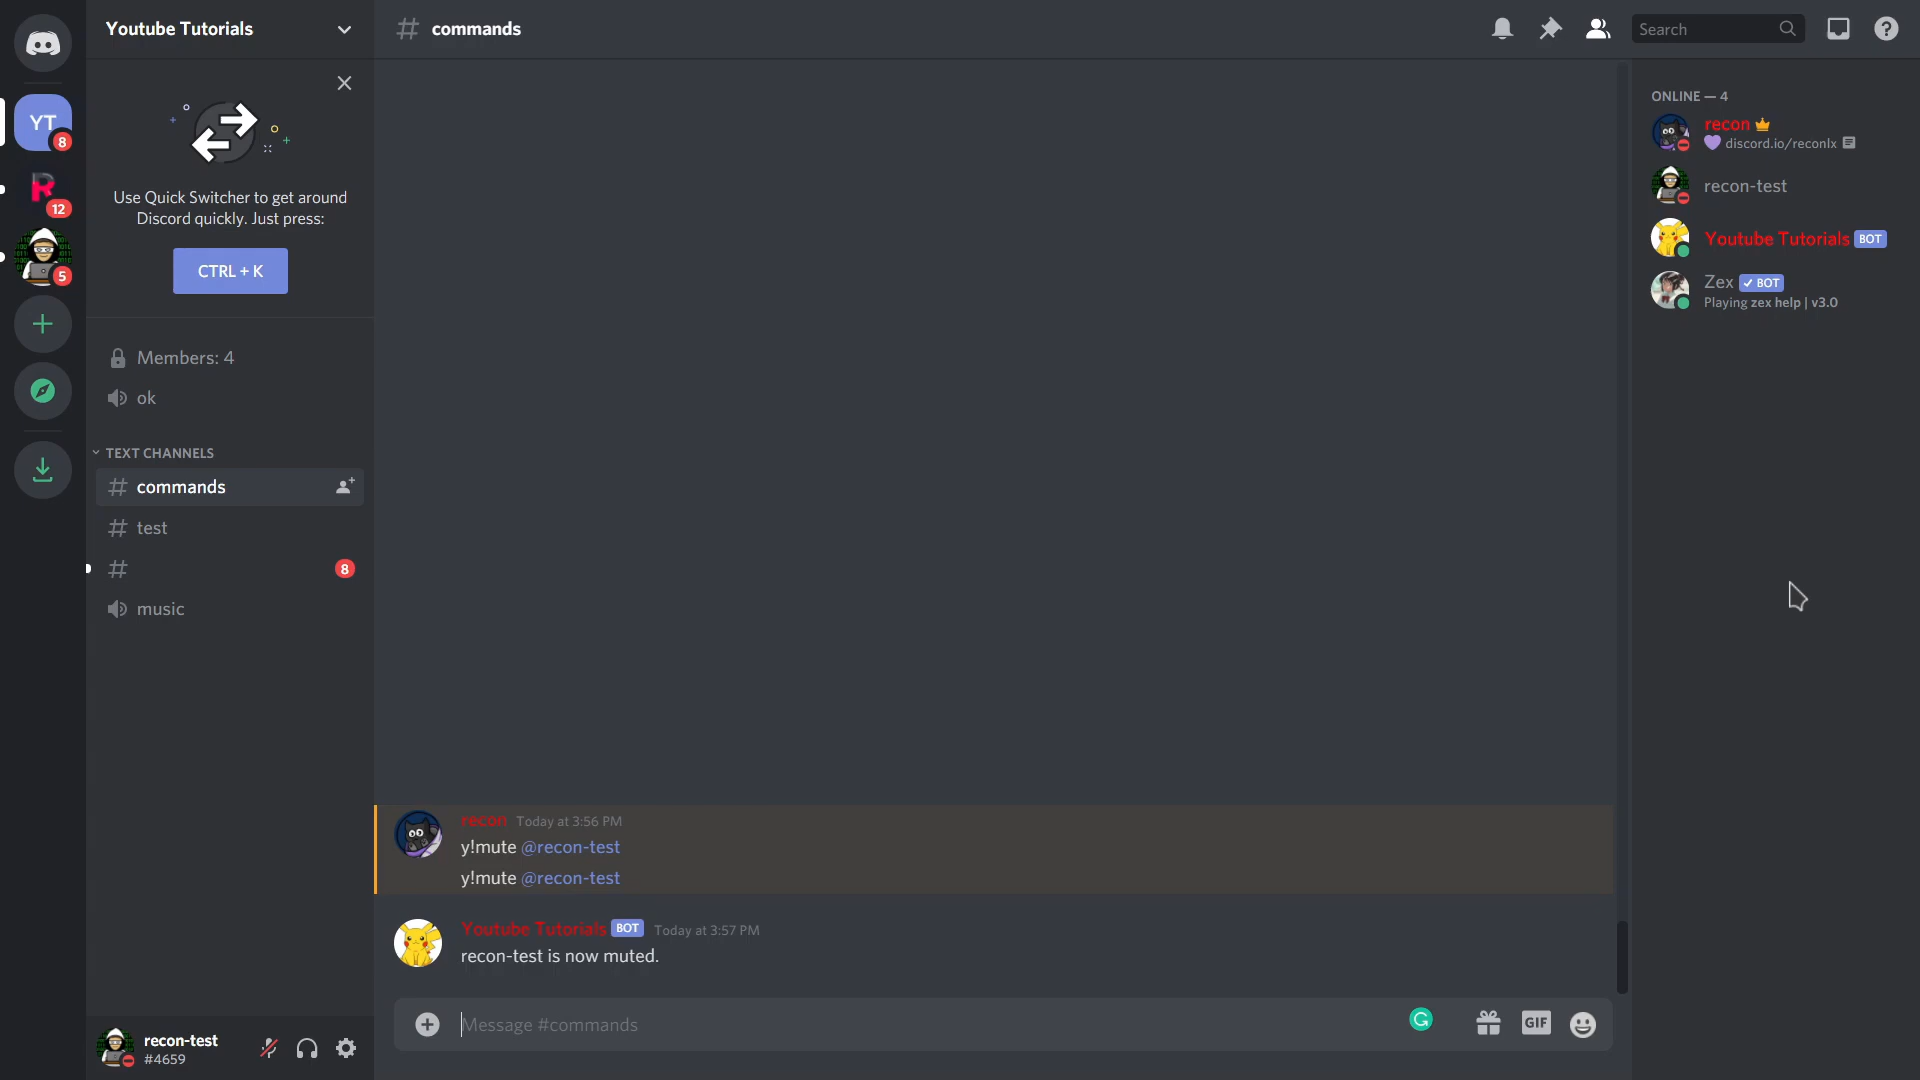 Youtube Tutorials
commands
Search
YT
8
R
12
5
Use Quick Switcher to get around
Discord quickly. Just press:
CTRL + K
Members: 4
ok
TEXT CHANNELS
# commands
# test
# 8
music
recon-test
#4659
recon Today at 3:56 PM
y!mute @recon-test
y!mute @recon-test
Youtube Tutorials BOT Today at 3:57 PM
recon-test is now muted.
Message #commands
G
GIF
ONLINE — 4
recon
discord.io/reconlx
recon-test
Youtube Tutorials BOT
Zex ✓ BOT
Playing zex help | v3.0